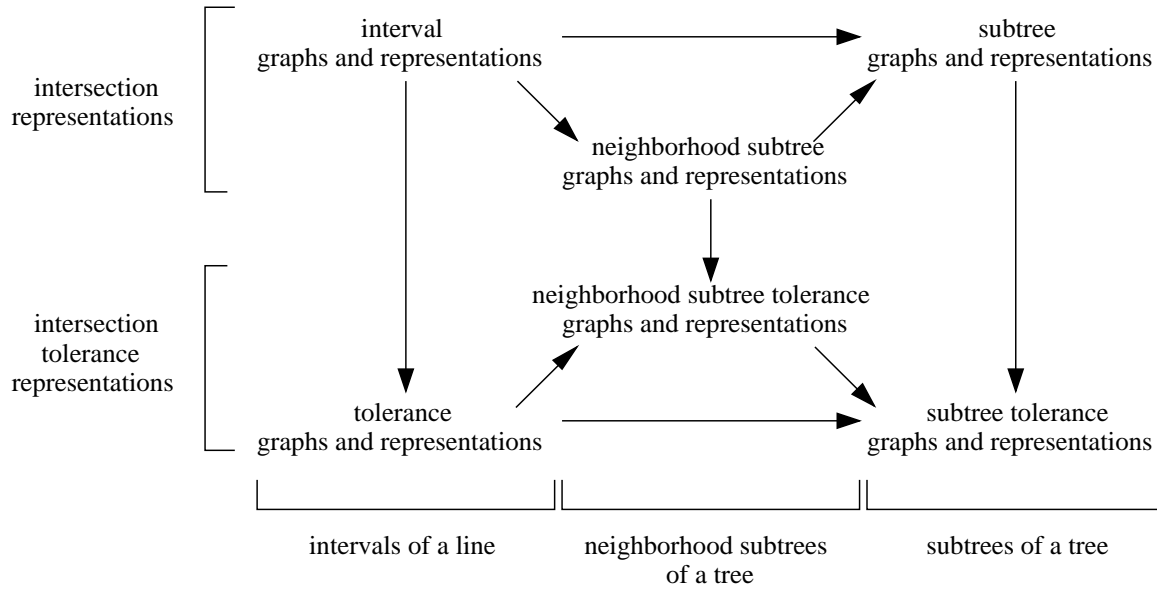 interval
graphs and representations
subtree
graphs and representations
intersection
representations
neighborhood subtree
graphs and representations
neighborhood subtree tolerance
graphs and representations
intersection
tolerance
representations
tolerance
graphs and representations
subtree tolerance
graphs and representations
intervals of a line
neighborhood subtrees
of a tree
subtrees of a tree